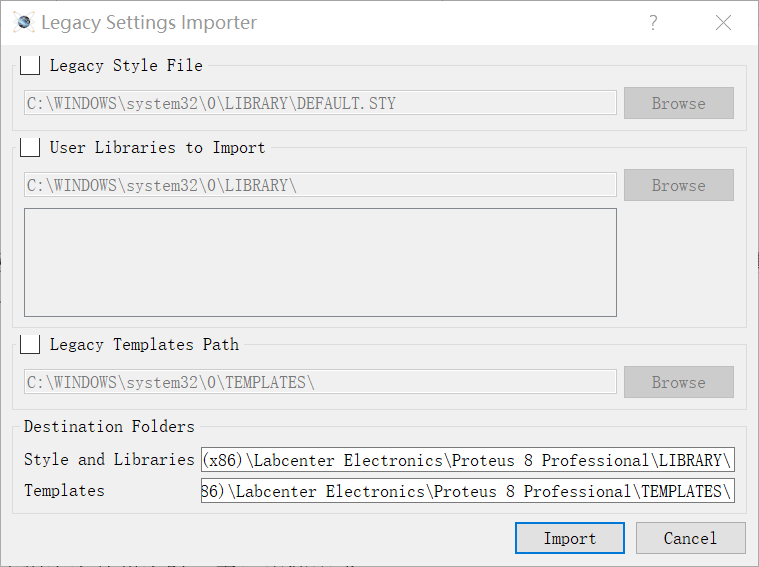 Legacy Settings Importer
Legacy Style File
C:\WINDOWS\system32\0\LIBRARY\DEFAULT.STY Browse
User Libraries to Import
C:\WINDOWS\system32\0\LIBRARY\ Browse
Legacy Templates Path
C:\WINDOWS\system32\0\TEMPLATES\ Browse
Destination Folders
Style and Libraries (x86)\Labcenter Electronics\Proteus 8 Professional\LIBRARY\
Templates 86)\Labcenter Electronics\Proteus 8 Professional\TEMPLATES\
Import Cancel